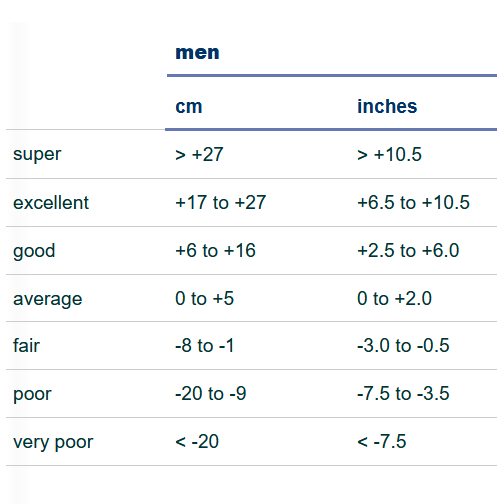 men
cm inches
super > +27 > +10.5
excellent +17 to +27 +6.5 to +10.5
good +6 to +16 +2.5 to +6.0
average 0 to +5 0 to +2.0
fair -8 to -1 -3.0 to -0.5
poor -20 to -9 -7.5 to -3.5
very poor < -20 < -7.5